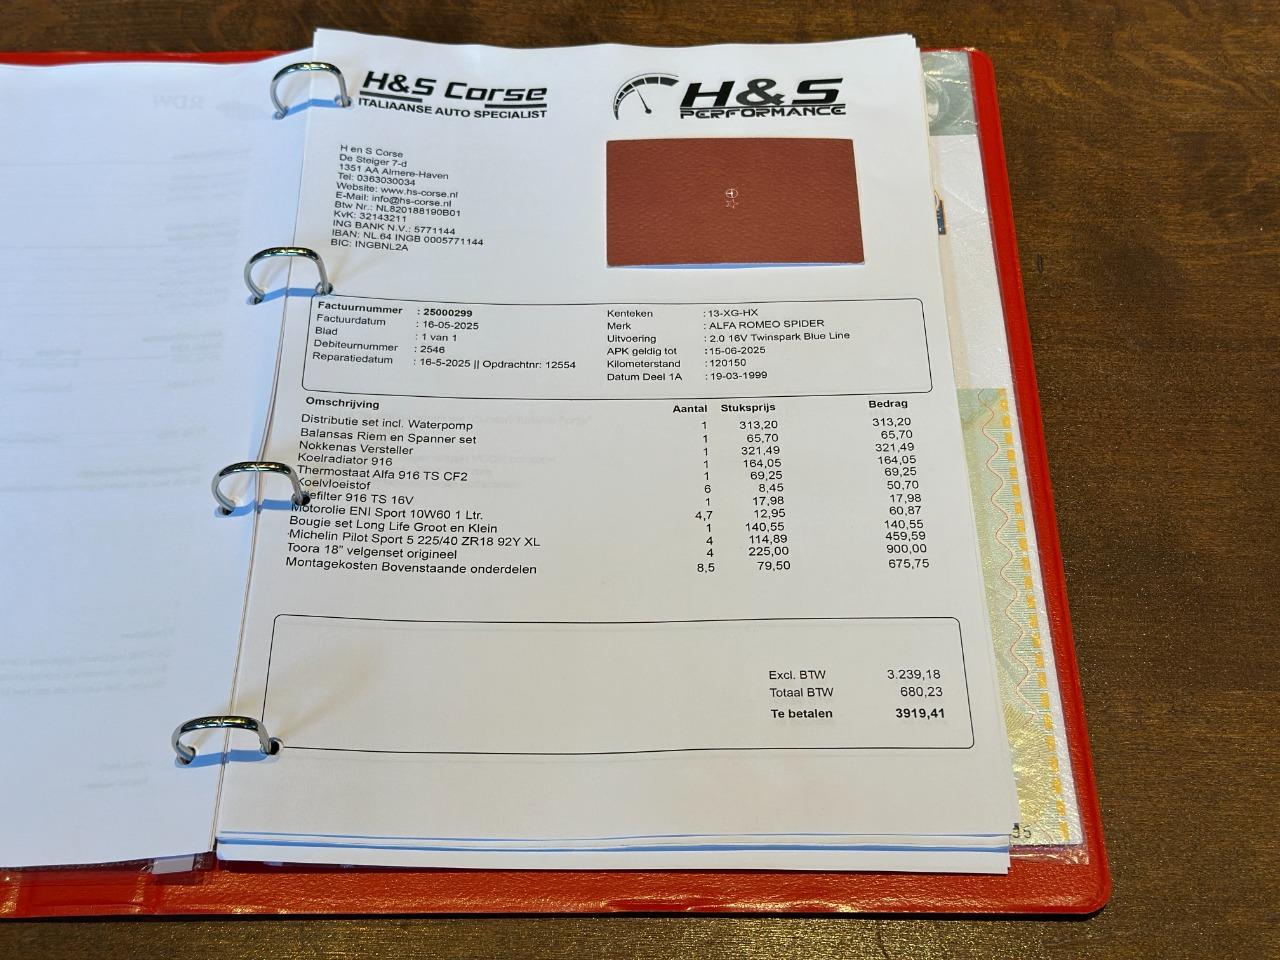 H&S Corse
ITALIAANSE AUTO SPECIALIST
H&S
PERFORMANCE
H en S Corse
De Steiger 7-d
1351 AA Almere-Haven
Tel: 0363030034
Website: www.hs-corse.nl
E-Mail: info@hs-corse.nl
Btw Nr.: NL820188190B01
KvK: 32143211
ING BANK N.V.: 5771144
IBAN: NL.64 INGB 0005771144
BIC: INGBNL2A
Factuurnummer : 25000299
Factuurdatum : 16-05-2025
Blad : 1 van 1
Debiteurnummer : 2546
Reparatiedatum : 16-5-2025 || Opdrachtnr: 12554
Kenteken : 13-XG-HX
Merk : ALFA ROMEO SPIDER
Uitvoering : 2.0 16V Twinspark Blue Line
APK geldig tot : 15-06-2025
Kilometerstand : 120150
Datum Deel 1A : 19-03-1999
Omschrijving Aantal Stuksprijs Bedrag
Distributie set incl. Waterpomp 1 313,20 313,20
Balansas Riem en Spanner set 1 65,70 65,70
Nokkenas Versteller 1 321,49 321,49
Koelradiator 916 1 164,05 164,05
Thermostaat Alfa 916 TS CF2 1 69,25 69,25
Koelvloeistof 6 8,45 50,70
916 TS 16V 1 17,98 17,98
Motorolie ENI Sport 10W60 1 Ltr. 4,7 12,95 60,87
Bougie set Long Life Groot en Klein 1 140,55 140,55
Michelin Pilot Sport 5 225/40 ZR18 92Y XL 4 114,89 459,59
Toora 18" velgenset origineel 4 225,00 900,00
Montagekosten Bovenstaande onderdelen 8,5 79,50 675,75
Excl. BTW 3.239,18
Totaal BTW 680,23
Te betalen 3919,41